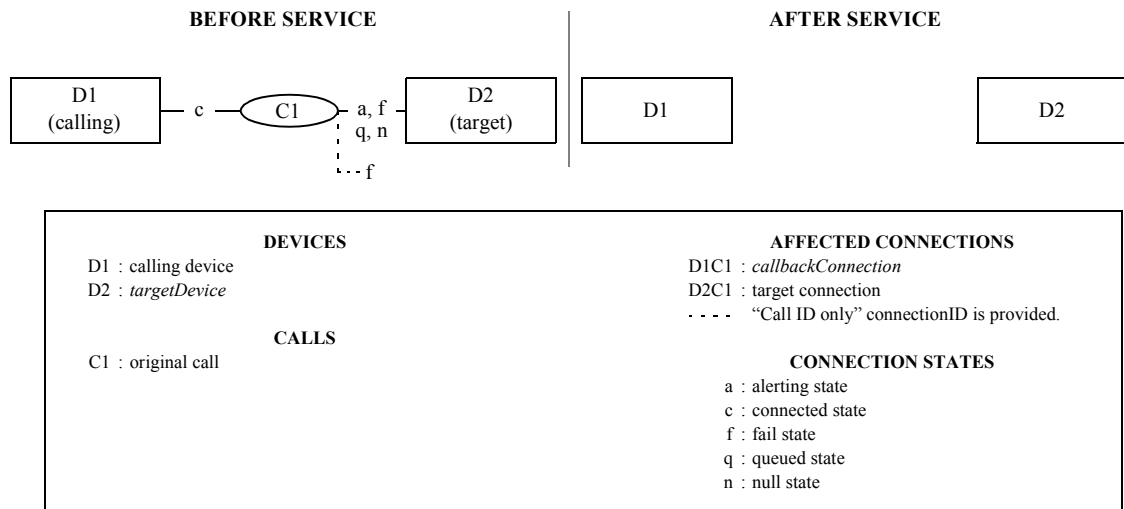 BEFORE SERVICE
AFTER SERVICE
D1
(calling)
c
C1
a, f
q, n
f
D2
(target)
D1
D2
DEVICES
D1 : calling device
D2 : targetDevice
CALLS
C1 : original call
AFFECTED CONNECTIONS
D1C1 : callbackConnection
D2C1 : target connection
- - - - “Call ID only” connectionID is provided.
CONNECTION STATES
a : alerting state
c : connected state
f : fail state
q : queued state
n : null state